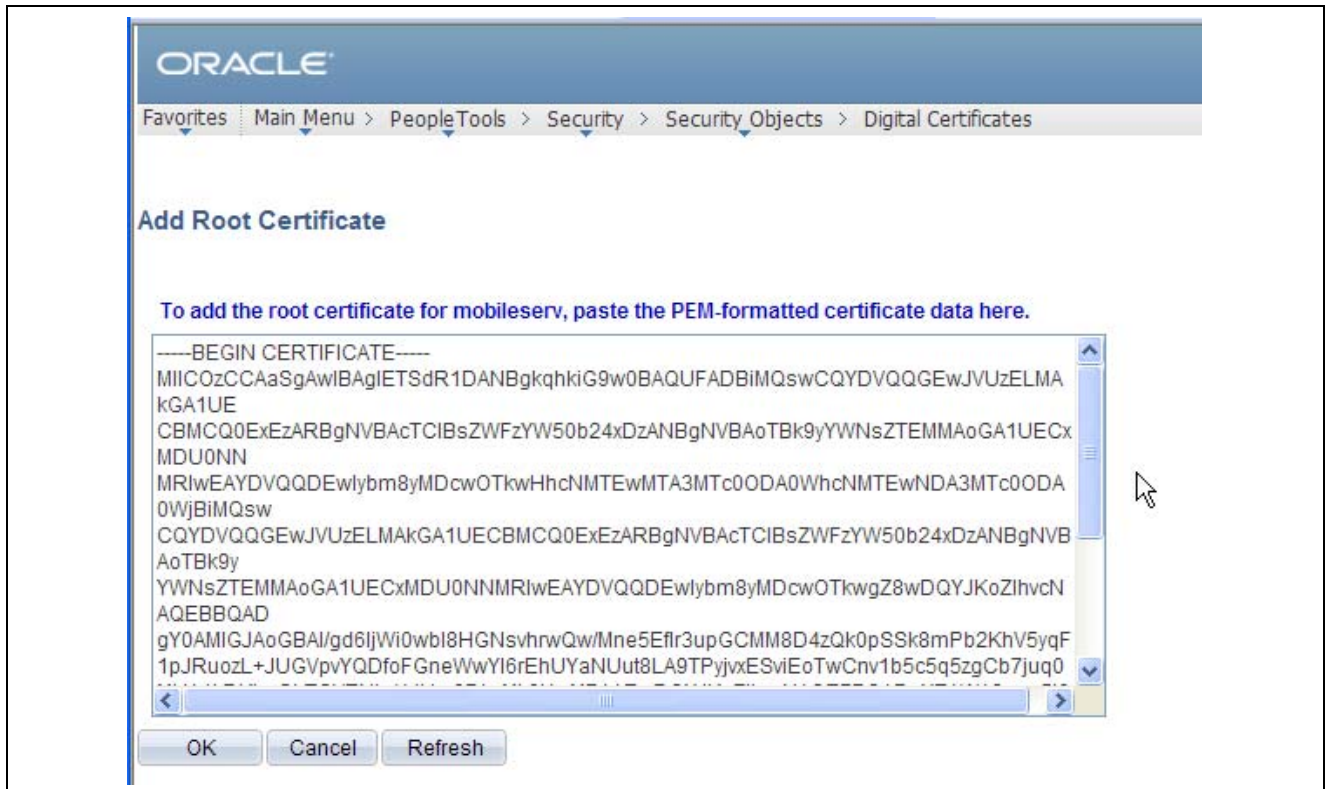 ORACLE
Favorites Main Menu > PeopleTools > Security > Security Objects > Digital Certificates
Add Root Certificate
To add the root certificate for mobileserv, paste the PEM-formatted certificate data here.
-----BEGIN CERTIFICATE-----
MIICOzCCAaSgAwIBAgIETSdR1DANBgkqhkiG9w0BAQUFADBiMQswCQYDVQQGEwJVUzELMA
kGA1UE
CBMCQ0ExEzARBgNVBAcTClBsZWFzYW50b24xDzANBgNVBAoTBk9yYWNsZTEMMAoGA1UECx
MDU0NN
MRIwEAYDVQQDEwlybm8yMDcwOTkwHhcNMTEwMTA3MTc0ODA0WhcNMTEwNDA3MTc0ODA
0WjBiMQsw
CQYDVQQGEwJVUzELMAkGA1UECBMCQ0ExEzARBgNVBAcTClBsZWFzYW50b24xDzANBgNVB
AoTBk9y
YWNsZTEMMAoGA1UECxMDU0NNMRIwEAYDVQQDEwlybm8yMDcwOTkwgZ8wDQYJKoZIhvcN
AQEBBQAD
gY0AMIGJAoGBAI/gd6IjWi0wbI8HGNsvhrwQw/Mne5Eflr3upGCMM8D4zQk0pSSk8mPb2KhV5yqF
1pJRuozL+JUGVpvYQDfoFGneWwYl6rEhUYaNUut8LA9TPyjvxESviEoTwCnv1b5c5q5zgCb7juq0
OK Cancel Refresh